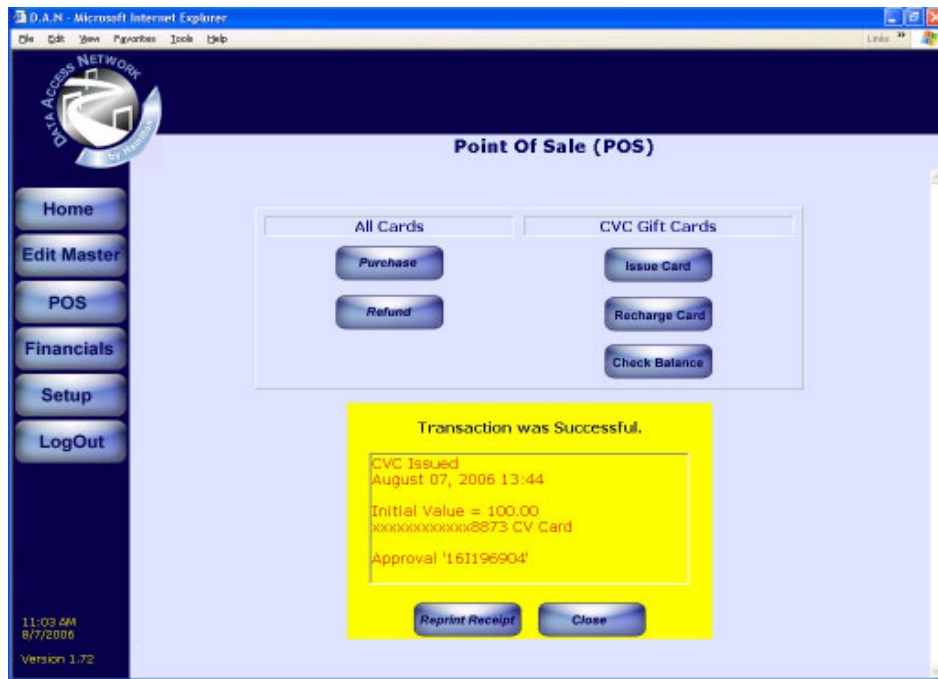 D.A.N - Microsoft Internet Explorer
File Edit View Favorites Tools Help
Links »
DATA ACCESS NETWORK
by Hamilton
Point Of Sale (POS)
Home
Edit Master
POS
Financials
Setup
LogOut
All Cards
CVC Gift Cards
Purchase
Issue Card
Refund
Recharge Card
Check Balance
Transaction was Successful.
CVC Issued
August 07, 2006 13:44
Initial Value = 100.00
xxxxxxxxxxxx8873 CV Card
Approval '16I196904'
Reprint Receipt
Close
11:03 AM
8/7/2006
Version 1.72